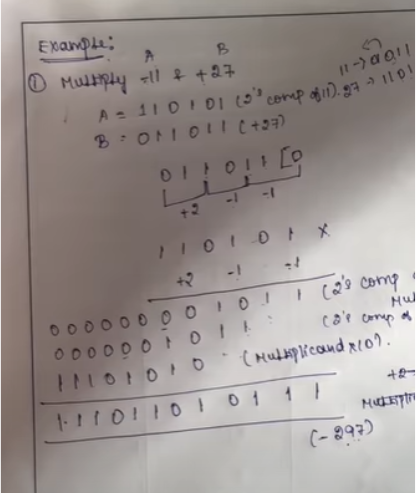 Example:
A B
① Multiply -11 & +27
11 → 0011
A = 110101 (2's comp of 11). 27 → 1101
B = 011011 (+27)
0 1 1 0 1 1 [0
+2 -1 -1
1 1 0 1 0 1 x
+2 -1 -1
0 0 0 0 0 0 0 0 1 0 1 1 (2's comp
0 0 0 0 0 0 1 0 1 1 (2's comp of
1 1 1 0 1 0 1 0 (Multiplicand x10).
1 1 1 0 1 1 0 1 0 1 1 1
(-297)